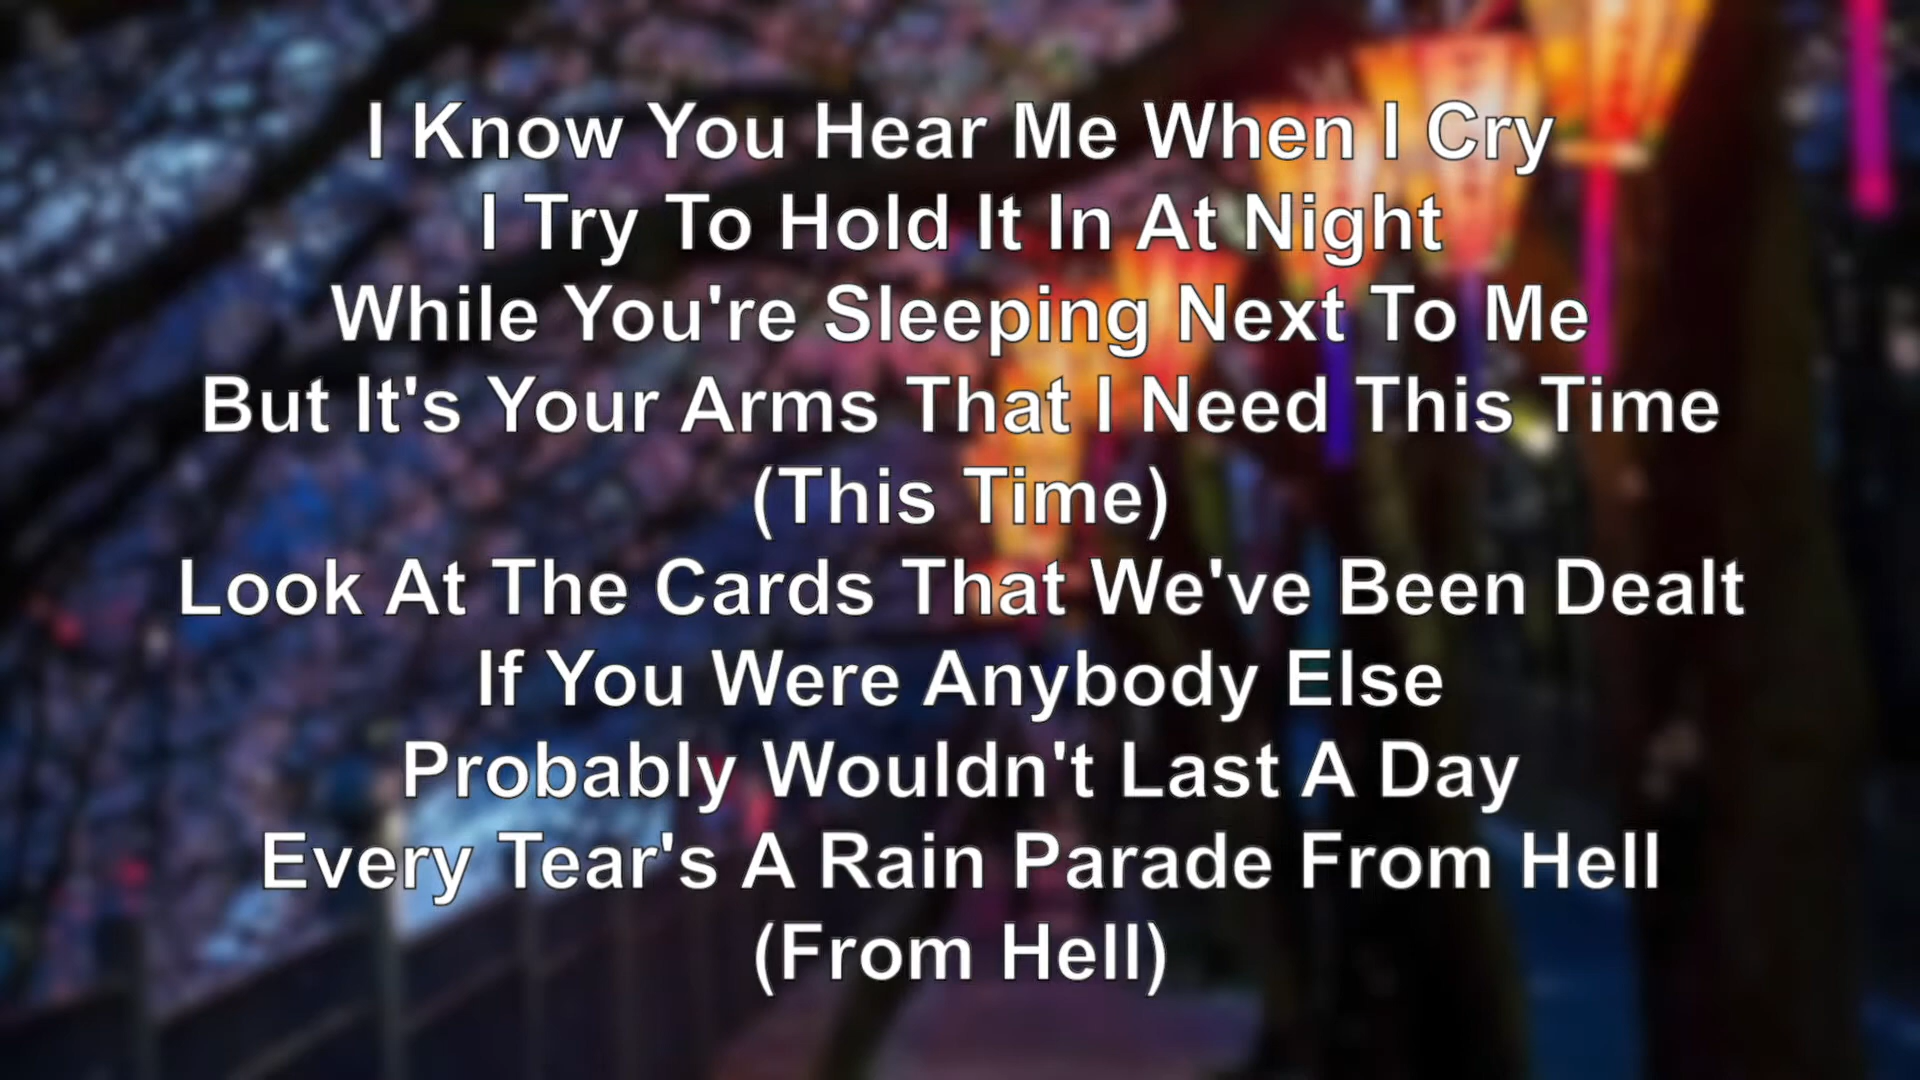 I Know You Hear Me When I Cry
I Try To Hold It In At Night
While You're Sleeping Next To Me
But It's Your Arms That I Need This Time
(This Time)
Look At The Cards That We've Been Dealt
If You Were Anybody Else
Probably Wouldn't Last A Day
Every Tear's A Rain Parade From Hell
(From Hell)